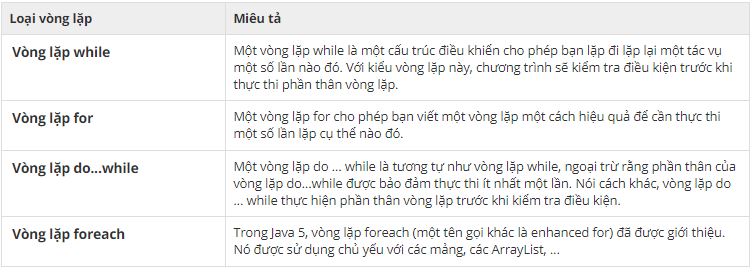 Loại vòng lặp
Miêu tả
Vòng lặp while
Một vòng lặp while là một cấu trúc điều khiến cho phép bạn lặp đi lặp lại một tác vụ
một số lần nào đó. Với kiểu vòng lặp này, chương trình sẽ kiểm tra điều kiện trước khi
thực thi phần thân vòng lặp.
Vòng lặp for
Một vòng lặp for cho phép bạn viết một vòng lặp một cách hiệu quả để cần thực thi
một số lần lặp cụ thể nào đó.
Vòng lặp do...while
Một vòng lặp do ... while là tương tự như vòng lặp while, ngoại trừ rằng phần thân của
vòng lặp do...while được bảo đảm thực thi ít nhất một lần. Nói cách khác, vòng lặp do
... while thực hiện phần thân vòng lặp trước khi kiểm tra điều kiện.
Vòng lặp foreach
Trong Java 5, vòng lặp foreach (một tên gọi khác là enhanced for) đã được giới thiệu.
Nó được sử dụng chủ yếu với các mảng, các ArrayList, ...